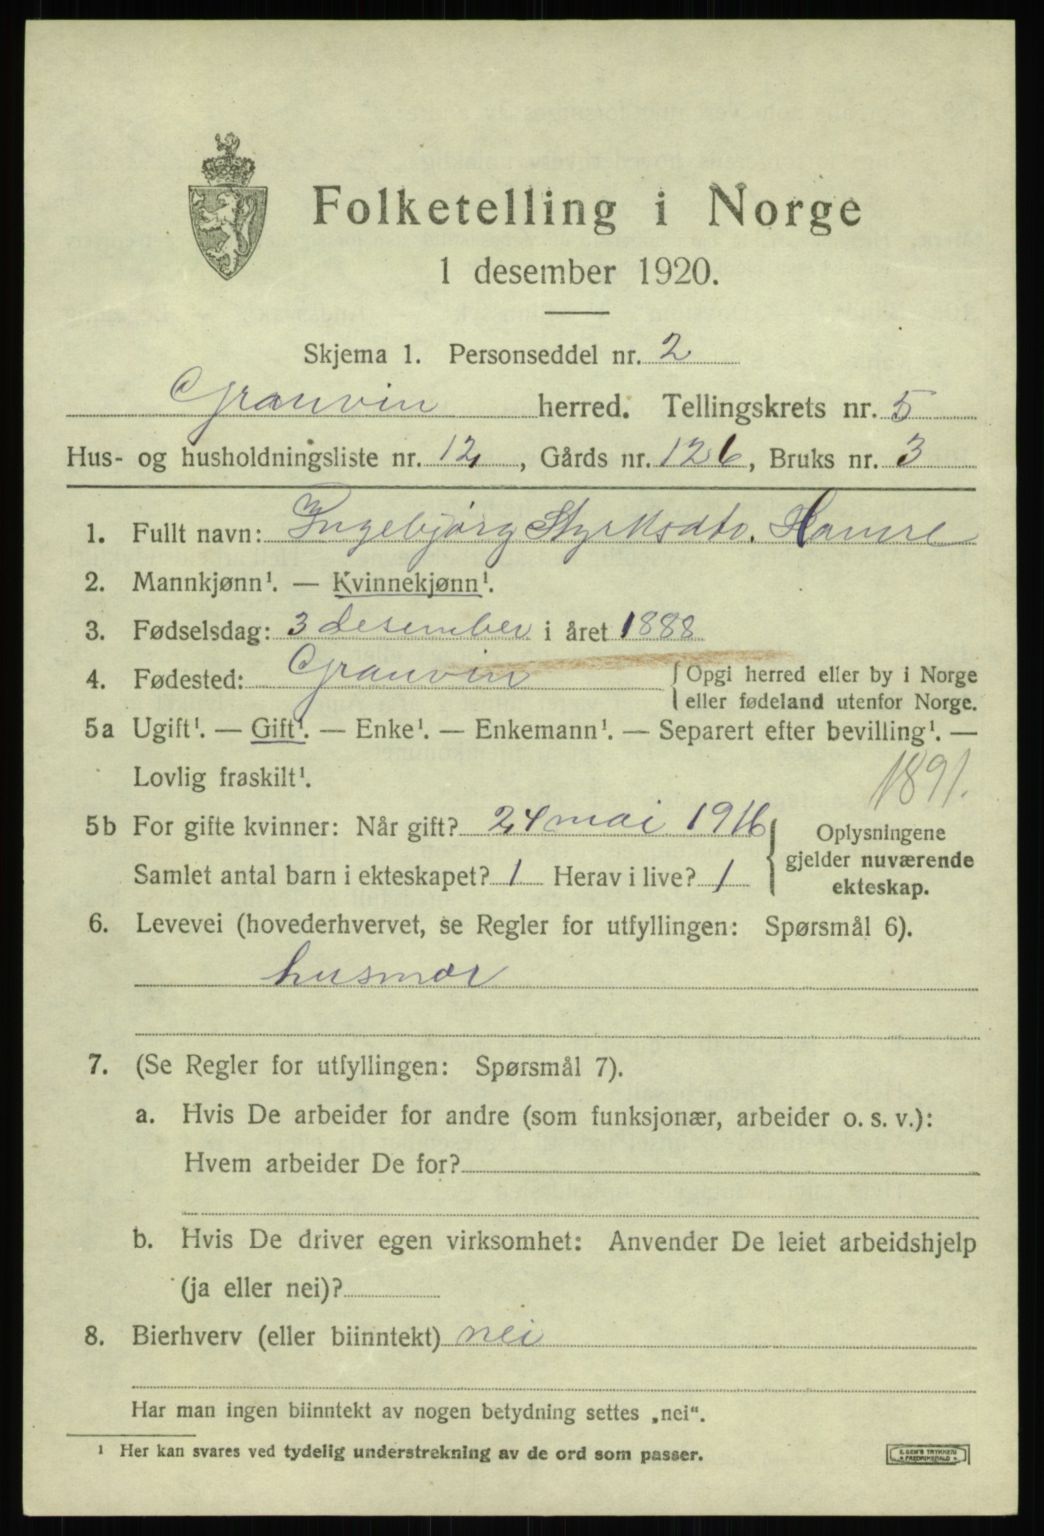 Folketelling i Norge
1 desember 1920.
Skjema 1. Personseddel nr. 2
Granvin herred. Tellingskrets nr. 5
Hus- og husholdningsliste nr. 12, Gårds nr. 126, Bruks nr. 3
1. Fullt navn: Ingebjørg Styrksdtr. Hamre
2. Mannkjønn¹. — Kvinnekjønn¹.
3. Fødselsdag: 3 desember i året 1888
4. Fødested: Granvin { Opgi herred eller by i Norge
eller fødeland utenfor Norge.
5a Ugift¹. — Gift¹. — Enke¹. — Enkemann¹. — Separert efter bevilling¹. —
Lovlig fraskilt¹.
1891.
5b For gifte kvinner: Når gift? 24 mai 1916
Samlet antal barn i ekteskapet? 1 Herav i live? 1
{ Oplysningene
gjelder nuværende
ekteskap.
6. Levevei (hovederhvervet, se Regler for utfyllingen: Spørsmål 6).
husmor
7. (Se Regler for utfyllingen: Spørsmål 7).
a. Hvis De arbeider for andre (som funksjonær, arbeider o. s. v.):
Hvem arbeider De for?
b. Hvis De driver egen virksomhet: Anvender De leiet arbeidshjelp
(ja eller nei)?
8. Bierhverv (eller biinntekt) nei
Har man ingen biinntekt av nogen betydning settes „nei“.
¹ Her kan svares ved tydelig understrekning av de ord som passer.